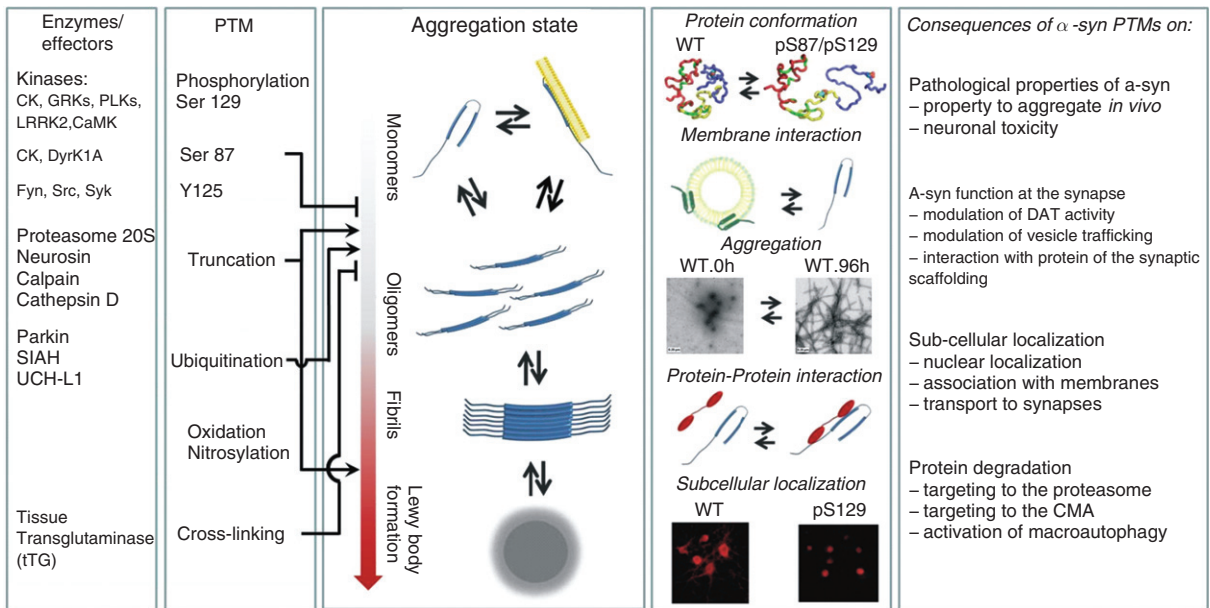 Enzymes/
effectors
Kinases:
CK, GRKs, PLKs,
LRRK2,CaMK
CK, DyrK1A
Fyn, Src, Syk
Proteasome 20S
Neurosin
Calpain
Cathepsin D
Parkin
SIAH
UCH-L1
Tissue
Transglutaminase
(tTG)
PTM
Phosphorylation
Ser 129
Ser 87
Y125
Truncation
Ubiquitination
Oxidation
Nitrosylation
Cross-linking
Aggregation state
Monomers
Oligomers
Fibrils
Lewy body
formation
Protein conformation
WT
pS87/pS129
Membrane interaction
Aggregation
WT.0h
WT.96h
Protein-Protein interaction
Subcellular localization
WT
pS129
Consequences of α -syn PTMs on:
Pathological properties of a-syn
– property to aggregate in vivo
– neuronal toxicity
A-syn function at the synapse
– modulation of DAT activity
– modulation of vesicle trafficking
– interaction with protein of the synaptic
scaffolding
Sub-cellular localization
– nuclear localization
– association with membranes
– transport to synapses
Protein degradation
– targeting to the proteasome
– targeting to the CMA
– activation of macroautophagy